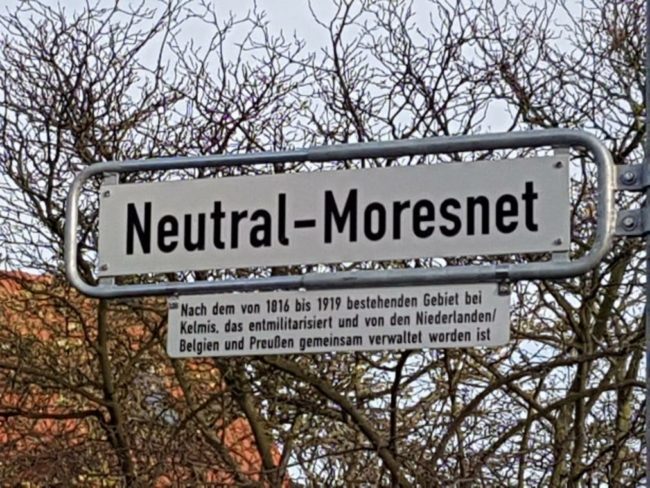 Neutral-Moresnet
Nach dem von 1816 bis 1919 bestehenden Gebiet bei
Kelmis, das entmilitarisiert und von den Niederlanden/
Belgien und Preußen gemeinsam verwaltet worden ist